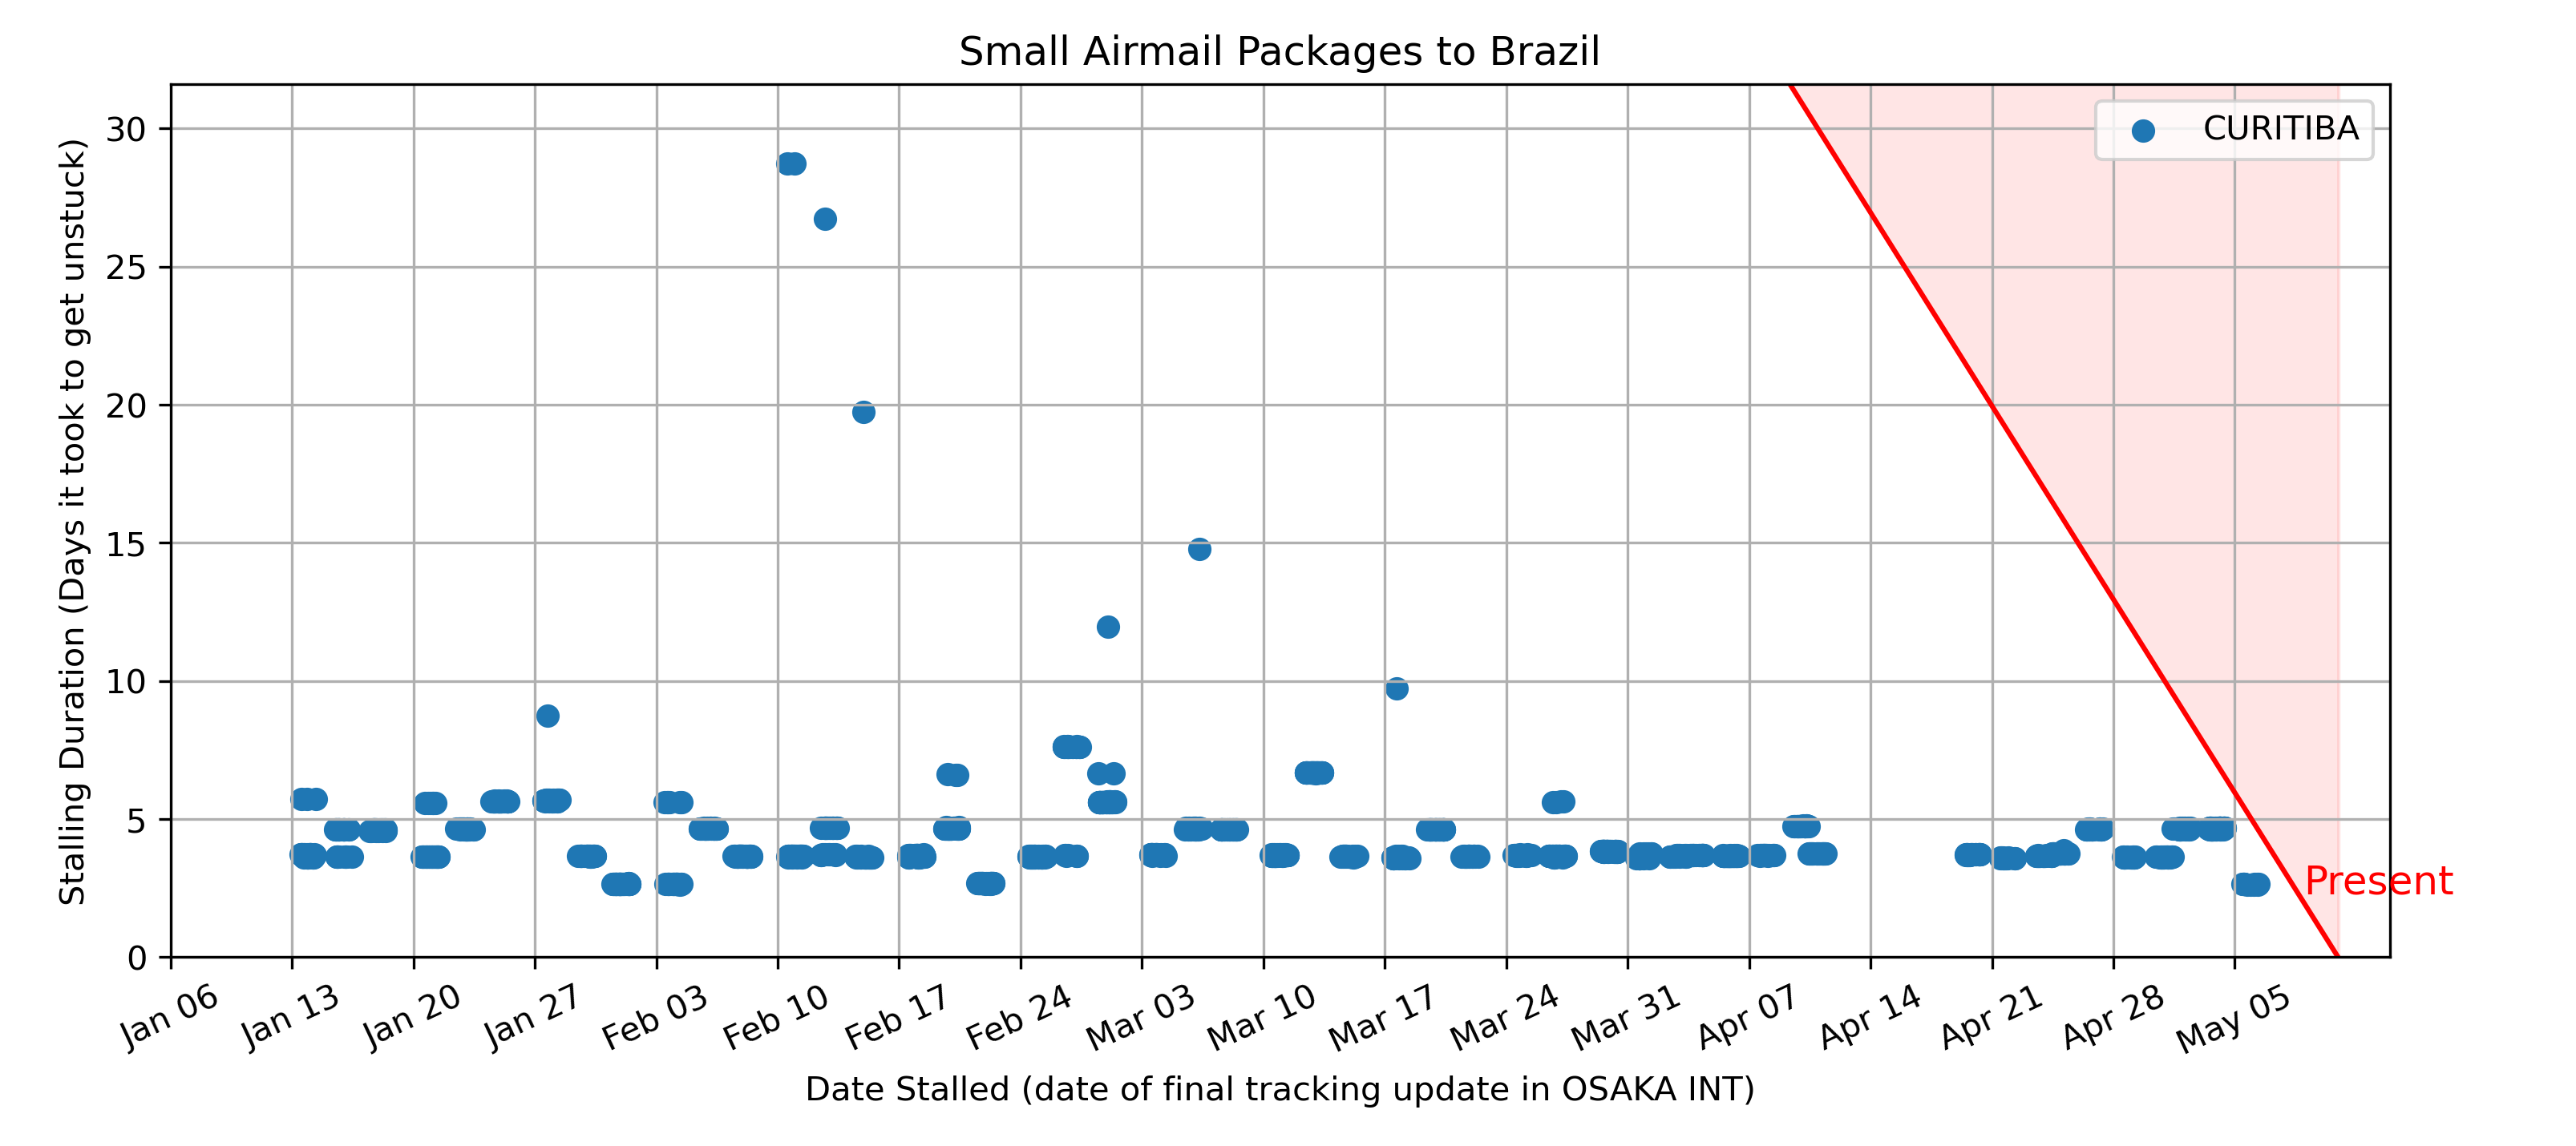 Small Airmail Packages to Brazil
CURITIBA
Stalling Duration (Days it took to get unstuck)
30
25
20
15
10
5
0
Present
Jan 06
Jan 13
Jan 20
Jan 27
Feb 03
Feb 10
Feb 17
Feb 24
Mar 03
Mar 10
Mar 17
Mar 24
Mar 31
Apr 07
Apr 14
Apr 21
Apr 28
May 05
Date Stalled (date of final tracking update in OSAKA INT)